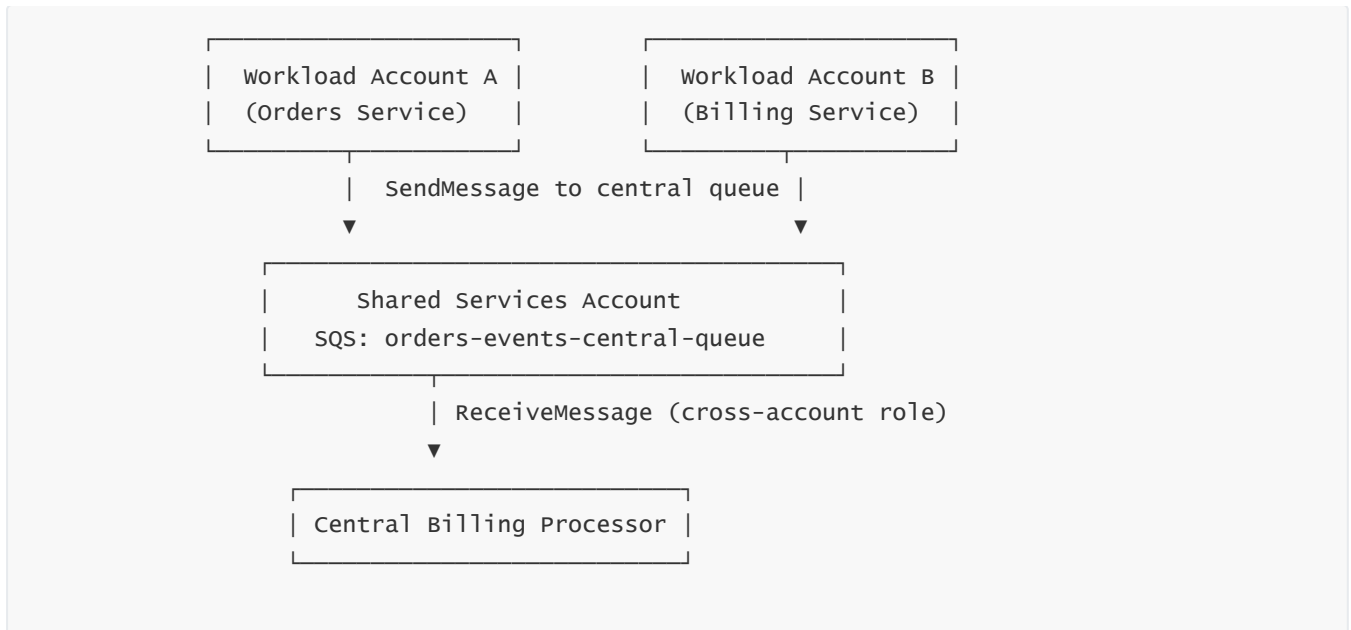 Workload Account A Workload Account B
(Orders Service) (Billing Service)
SendMessage to central queue
Shared Services Account
SQS: orders-events-central-queue
ReceiveMessage (cross-account role)
Central Billing Processor